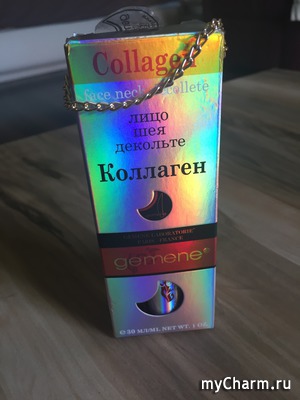 Collagen
face neck decollete
лицо
шея
декольте
Коллаген
gemene®
myCharm.ru